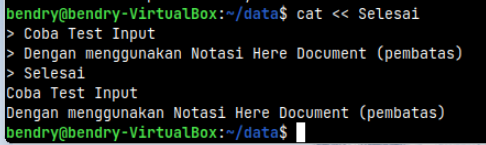 bendry@bendry-VirtualBox:~/data$ cat << Selesai
> Coba Test Input
> Dengan menggunakan Notasi Here Document (pembatas)
> Selesai
Coba Test Input
Dengan menggunakan Notasi Here Document (pembatas)
bendry@bendry-VirtualBox:~/data$